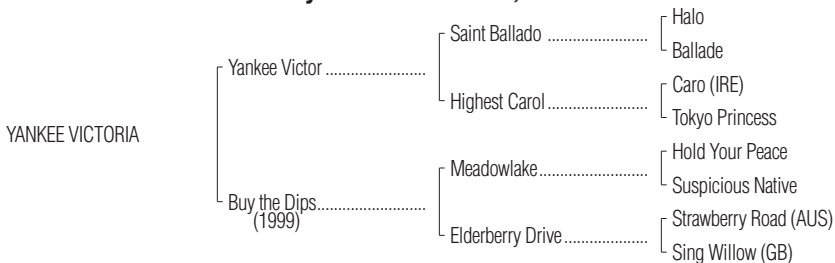 Halo
Saint Ballado ........................
Ballade
Yankee Victor ........................
Caro (IRE)
Highest Carol ........................
Tokyo Princess
YANKEE VICTORIA
Hold Your Peace
Meadowlake..........................
Suspicious Native
Buy the Dips..........................
(1999)
Strawberry Road (AUS)
Elderberry Drive ....................
Sing Willow (GB)